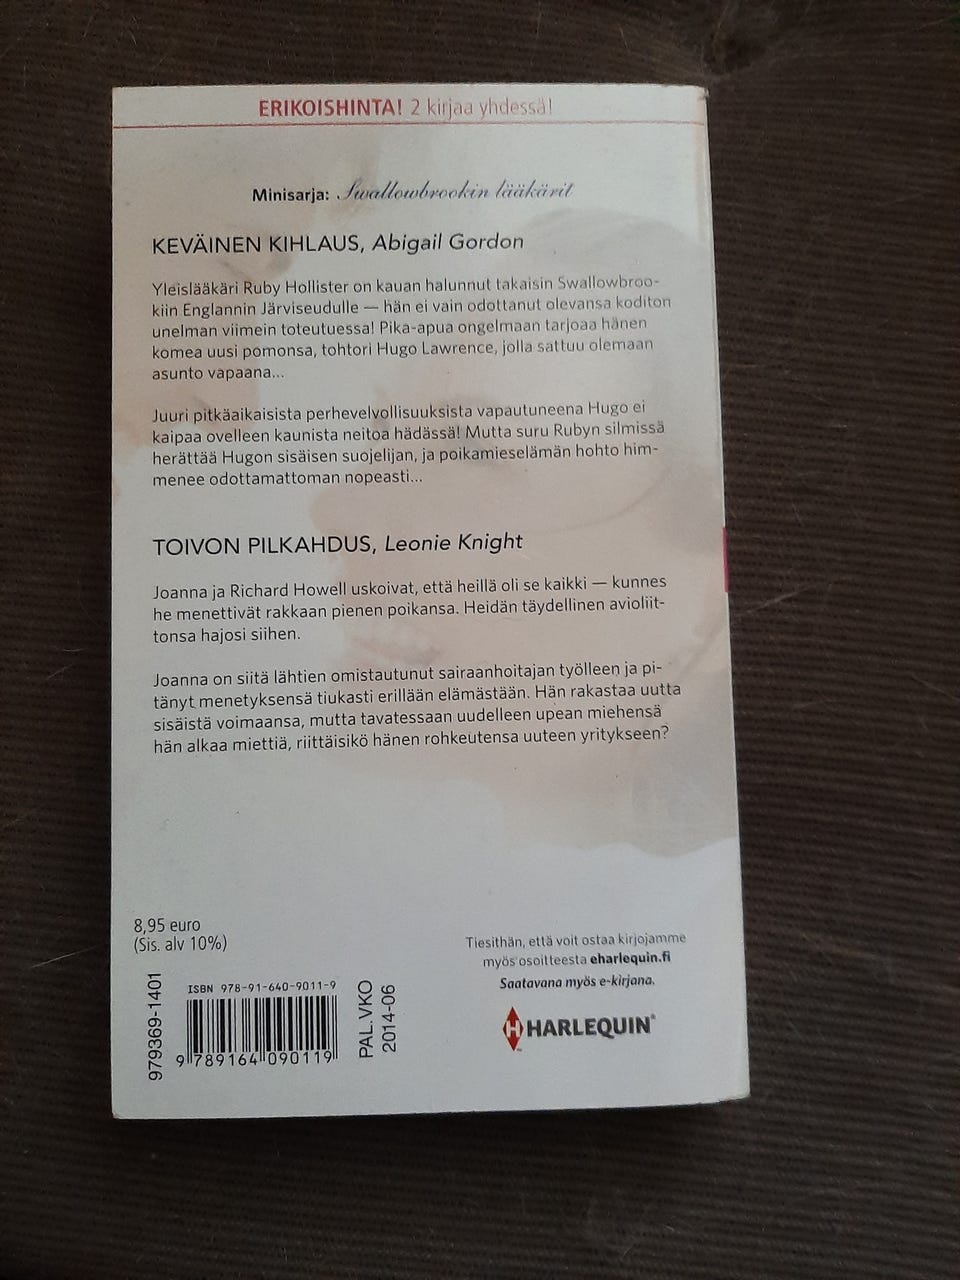 ERIKOISHINTA! 2 kirjaa yhdessä!
Minisarja: Swallowbrookin lääkärit
KEVÄINEN KIHLAUS, Abigail Gordon
Yleislääkäri Ruby Hollister on kauan halunnut takaisin Swallowbroo-
kiin Englannin Järviseudulle — hän ei vain odottanut olevansa koditon
unelman viimein toteutuessa! Pika-apua ongelmaan tarjoaa hänen
komea uusi pomonsa, tohtori Hugo Lawrence, jolla sattuu olemaan
asunto vapaana...
Juuri pitkäaikaisista perhevelvollisuuksista vapautuneena Hugo ei
kaipaa ovelleen kaunista neitoa hädässä! Mutta suru Rubyn silmissä
herättää Hugon sisäisen suojelijan, ja poikamieselämän hohto him-
menee odottamattoman nopeasti...
TOIVON PILKAHDUS, Leonie Knight
Joanna ja Richard Howell uskoivat, että heillä oli se kaikki — kunnes
he menettivät rakkaan pienen poikansa. Heidän täydellinen avioliit-
tonsa hajosi siihen.
Joanna on siitä lähtien omistautunut sairaanhoitajan työlleen ja pi-
tänyt menetyksensä tiukasti erillään elämästään. Hän rakastaa uutta
sisäistä voimaansa, mutta tavatessaan uudelleen upean miehensä
hän alkaa miettiä, riittäisikö hänen rohkeutensa uuteen yritykseen?
8,95 euro
(Sis. alv 10%)
979369-1401
ISBN 978-91-640-9011-9
9 789164 090119
PAL.VKO
2014-06
Tiesithän, että voit ostaa kirjojamme
myös osoitteesta eharlequin.fi
Saatavana myös e-kirjana.
H HARLEQUIN®
™